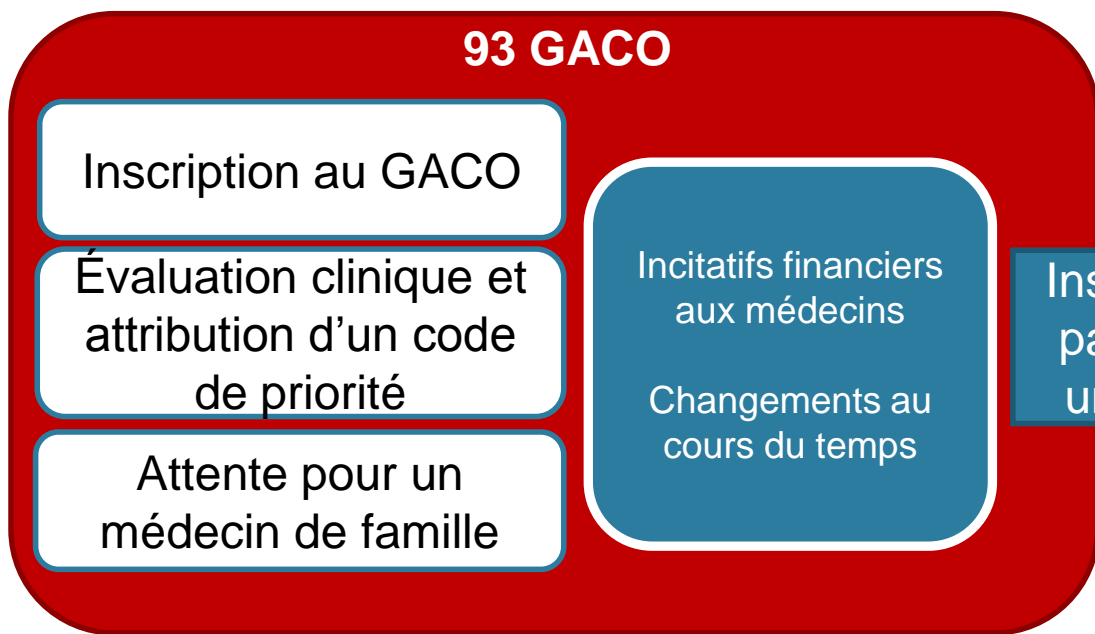 93 GACO
Inscription au GACO
Évaluation clinique et
attribution d’un code
de priorité
Attente pour un
médecin de famille
Incitatifs financiers
aux médecins
Changements au
cours du temps